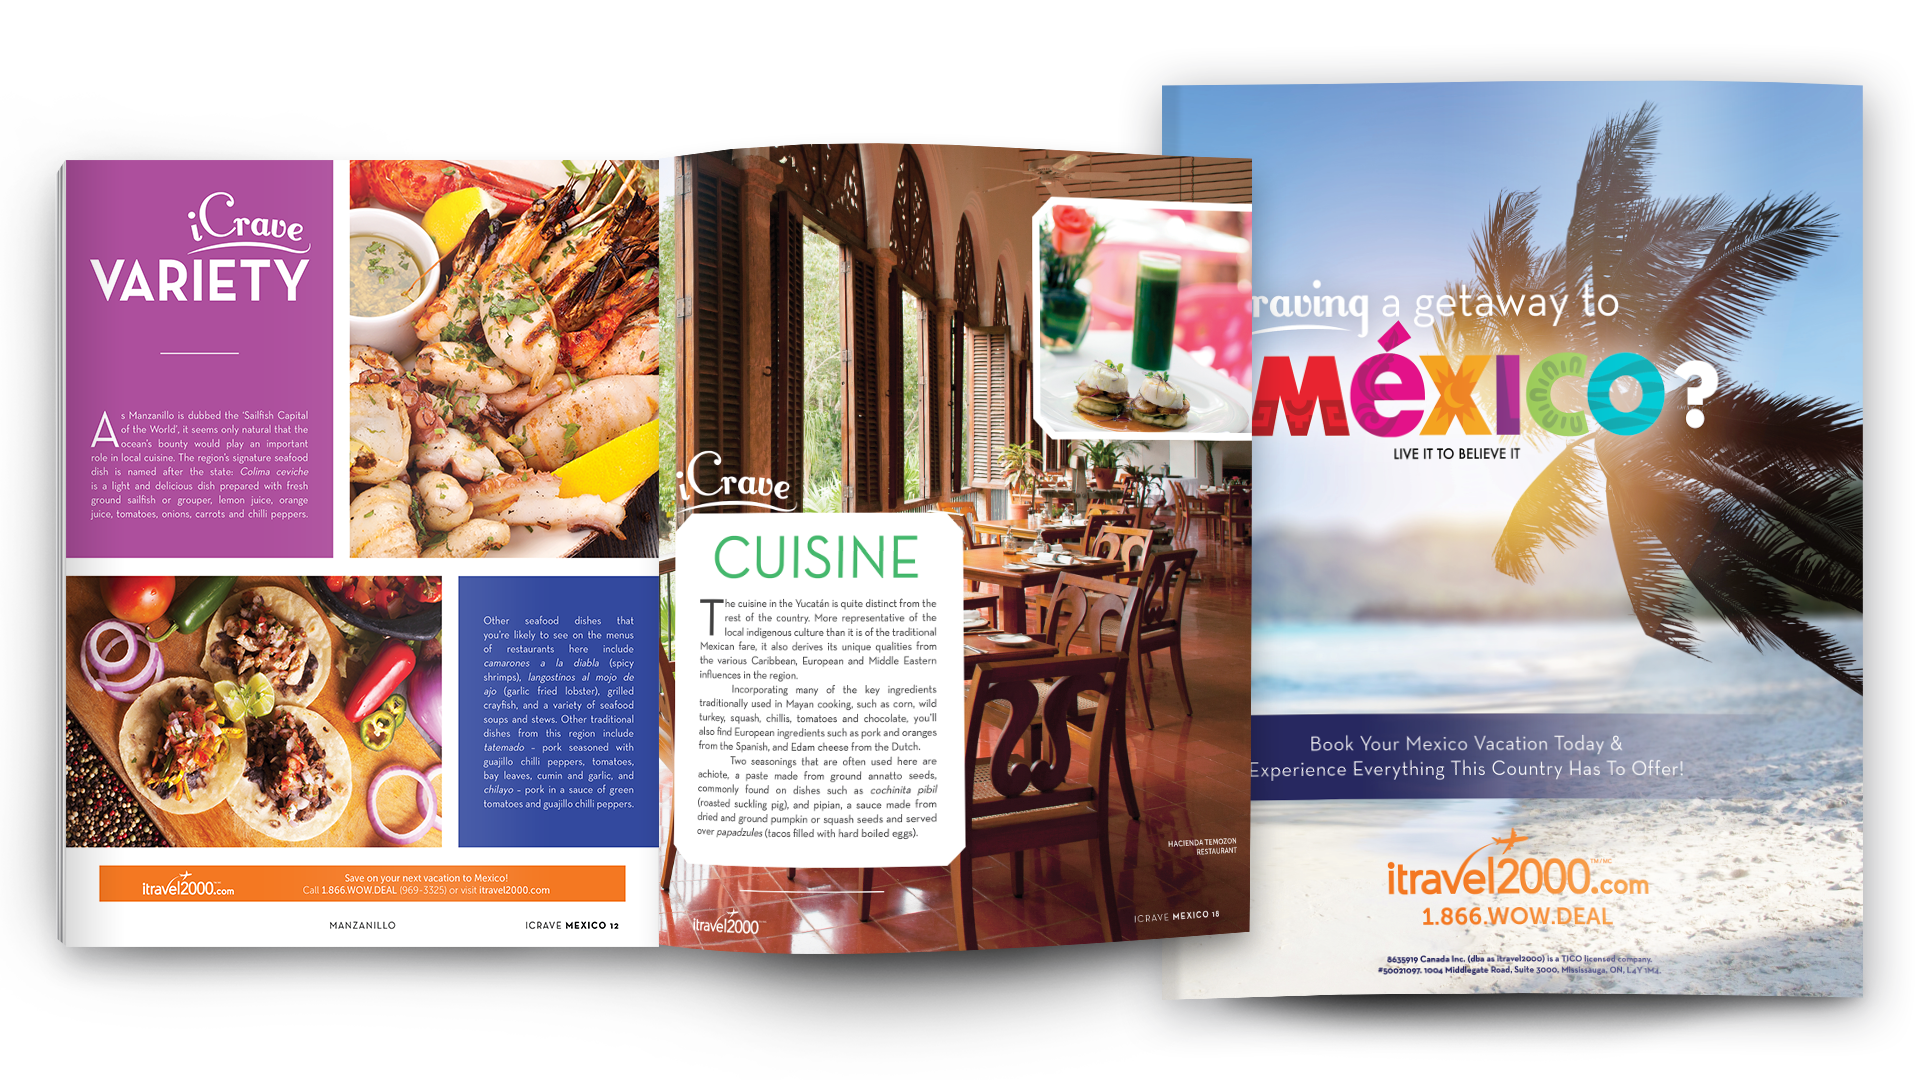 iCrave
VARIETY
As Manzanillo is dubbed the 'Sailfish Capital
of the World', it seems only natural that the
ocean's bounty would play an important
role in local cuisine. The region's signature seafood
dish is named after the state: Colima ceviche
is a light and delicious dish prepared with fresh
ground sailfish or grouper, lemon juice, orange
juice, tomatoes, onions, carrots and chilli peppers.
Other seafood dishes that
you're likely to see on the menus
of restaurants here include
camarones a la diabla (spicy
shrimps), langostinos al mojo de
ajo (garlic fried lobster), grilled
crayfish, and a variety of seafood
soups and stews. Other traditional
dishes from this region include
tatemado – pork seasoned with
guajillo chilli peppers, tomatoes,
bay leaves, cumin and garlic, and
chilayo – pork in a sauce of green
tomatoes and guajillo chilli peppers.
itravel2000.com
Save on your next vacation to Mexico!
Call 1.866.WOW.DEAL (969-3325) or visit itravel2000.com
MANZANILLO
ICRAVE MEXICO 12
iCrave
CUISINE
The cuisine in the Yucatán is quite distinct from the
rest of the country. More representative of the
local indigenous culture than it is of the traditional
Mexican fare, it also derives its unique qualities from
the various Caribbean, European and Middle Eastern
influences in the region.
Incorporating many of the key ingredients
traditionally used in Mayan cooking, such as corn, wild
turkey, squash, chillis, tomatoes and chocolate, you'll
also find European ingredients such as pork and oranges
from the Spanish, and Edam cheese from the Dutch.
Two seasonings that are often used here are
achiote, a paste made from ground annatto seeds,
commonly found on dishes such as cochinita pibil
(roasted suckling pig), and pipian, a sauce made from
dried and ground pumpkin or squash seeds and served
over papadzules (tacos filled with hard boiled eggs).
HACIENDA TEMOZON
RESTAURANT
itravel2000
ICRAVE MEXICO 18
raving a getaway to
MéXICO?
LIVE IT TO BELIEVE IT
Book Your Mexico Vacation Today &
Experience Everything This Country Has To Offer!
itravel2000.com TM/MC
1.866.WOW.DEAL
8635919 Canada Inc. (dba as itravel2000) is a TICO licensed company.
#50021097. 1004 Middlegate Road, Suite 3000, Mississauga, ON, L4Y 1M4.